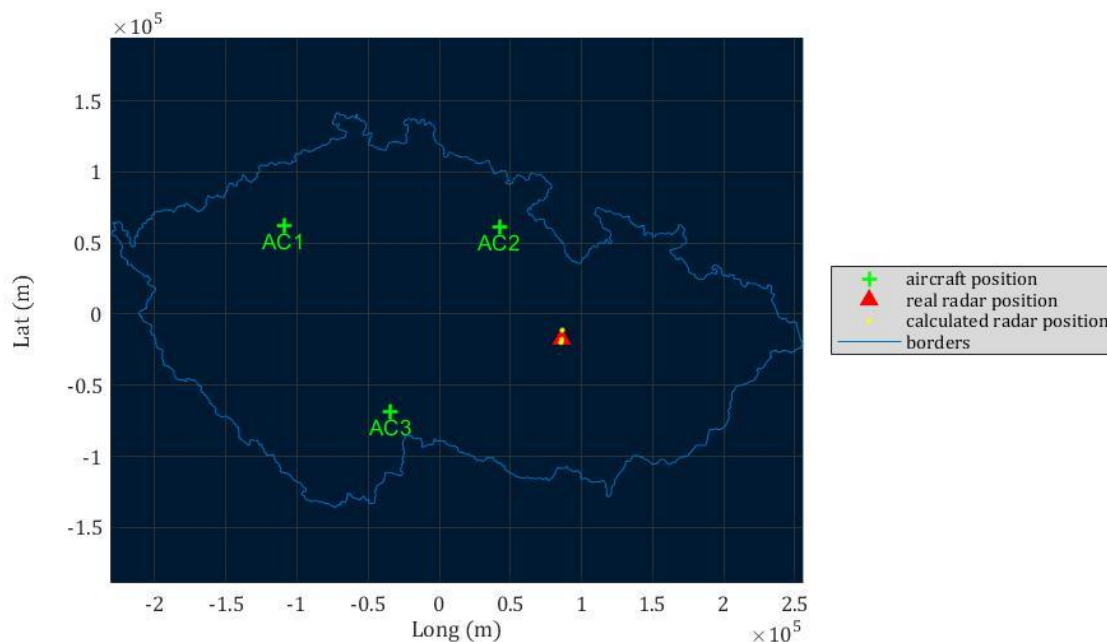 ×10⁵
1.5
1
0.5
0
-0.5
-1
-1.5
Lat (m)
AC1
AC2
AC3
-2 -1 -1 -0.5 0 0.5 1 1.5 2 2.5
Long (m)
×10⁵
aircraft position
real radar position
calculated radar position
borders